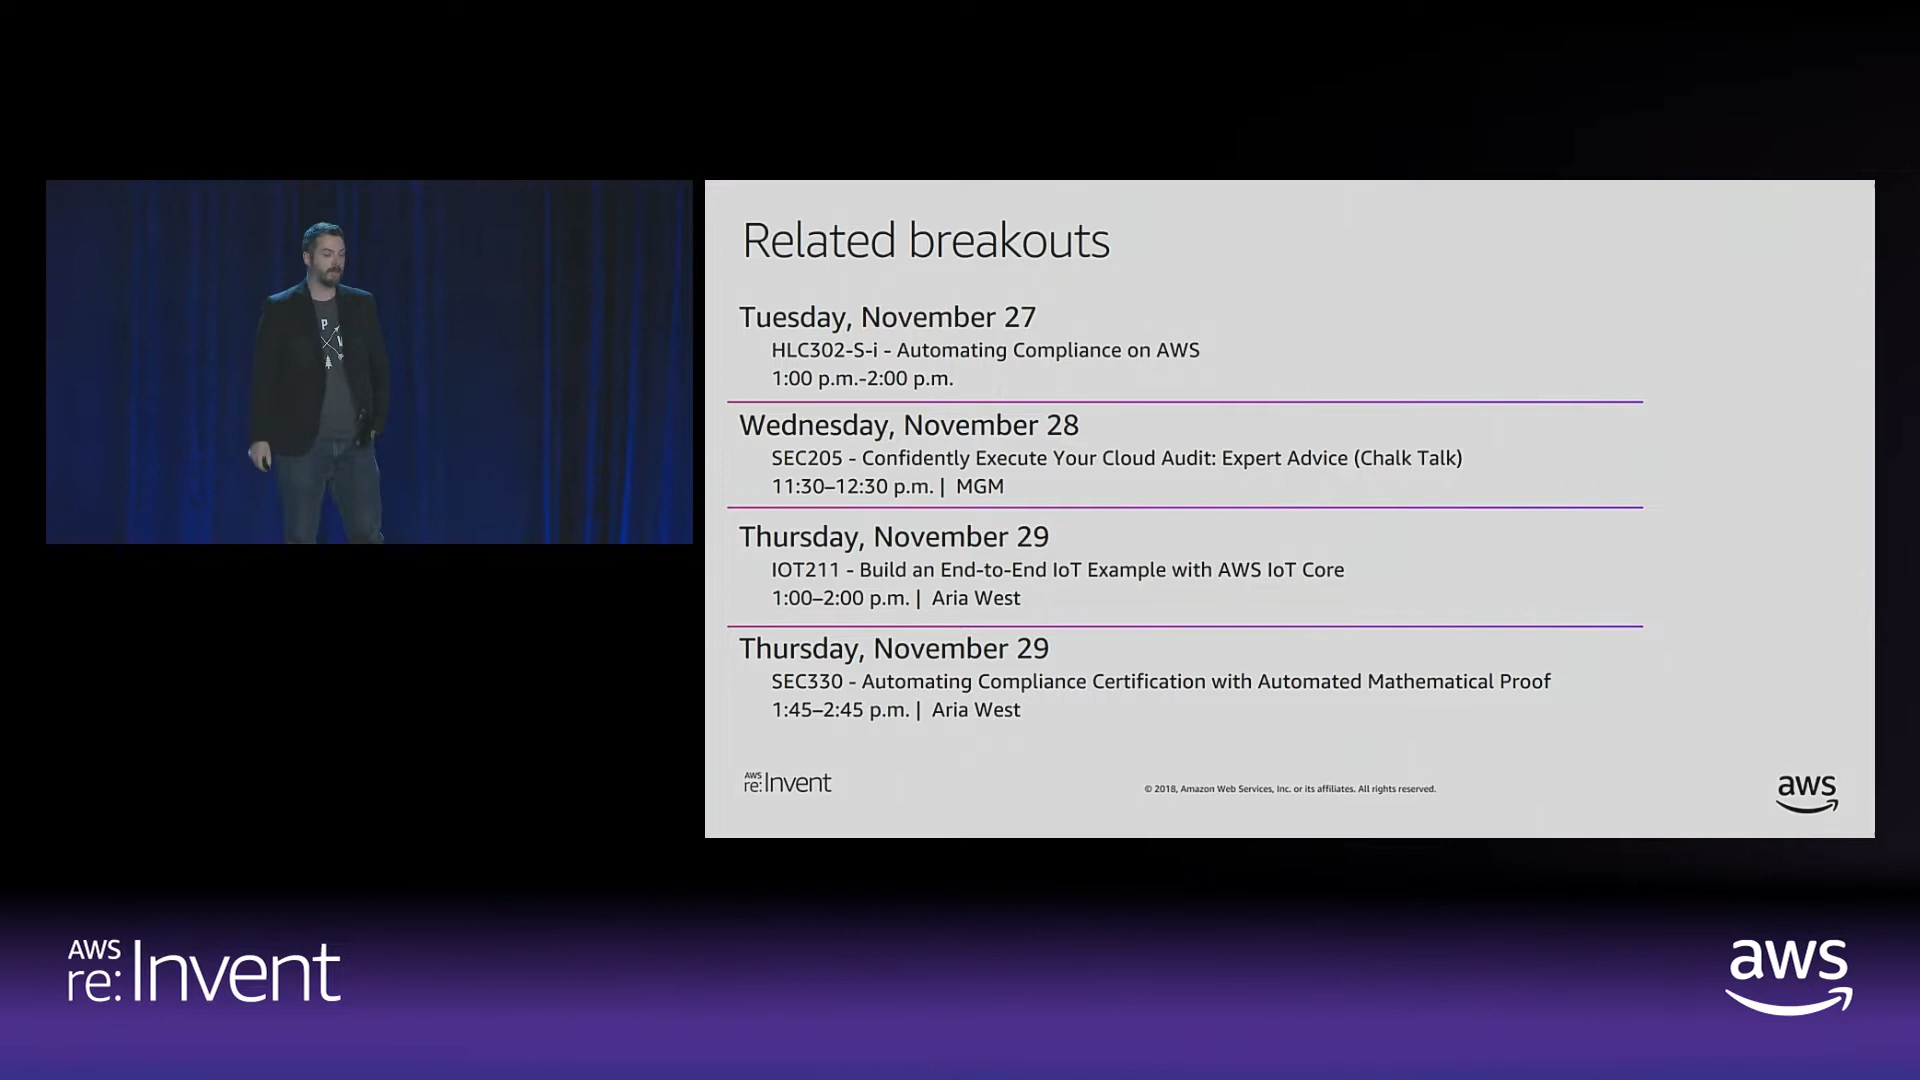 P
Related breakouts
Tuesday, November 27
HLC302-S-i - Automating Compliance on AWS
1:00 p.m.-2:00 p.m.
Wednesday, November 28
SEC205 - Confidently Execute Your Cloud Audit: Expert Advice (Chalk Talk)
11:30–12:30 p.m. | MGM
Thursday, November 29
IOT211 - Build an End-to-End IoT Example with AWS IoT Core
1:00–2:00 p.m. | Aria West
Thursday, November 29
SEC330 - Automating Compliance Certification with Automated Mathematical Proof
1:45–2:45 p.m. | Aria West
AWS
re:Invent
© 2018, Amazon Web Services, Inc. or its affiliates. All rights reserved.
aws
AWS
re:Invent
aws